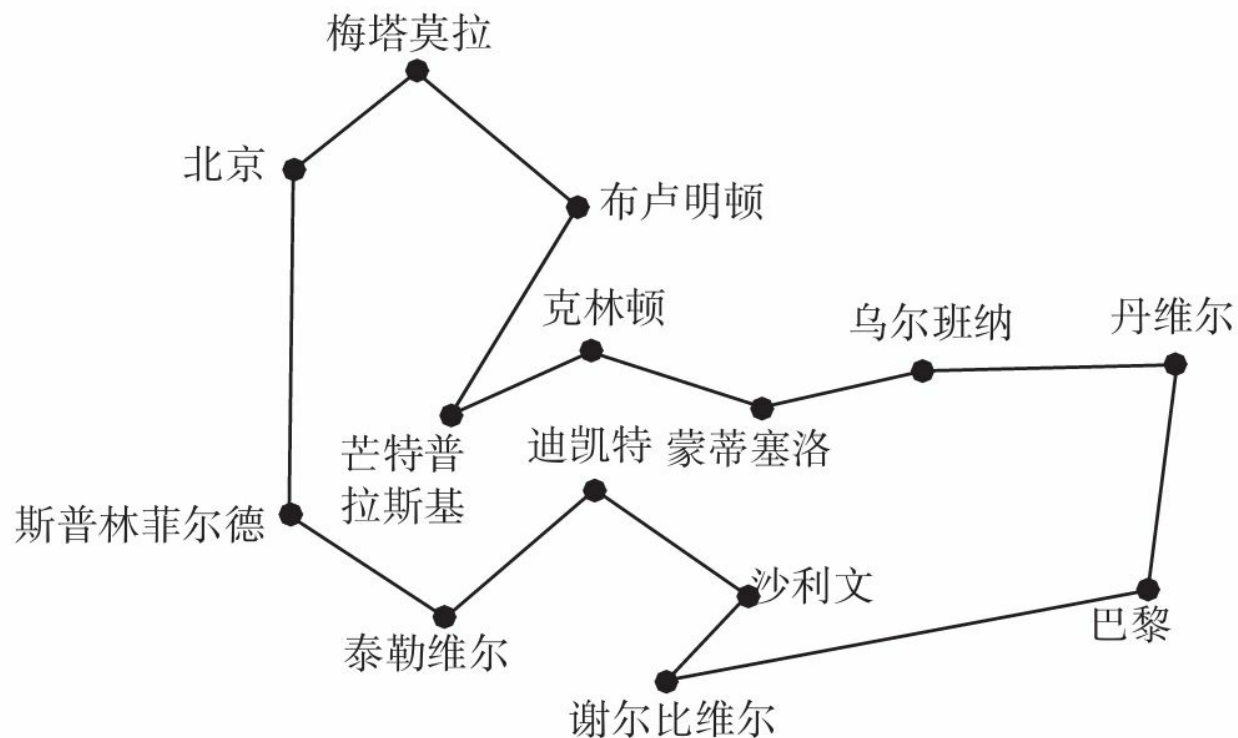 梅塔莫拉
北京
布卢明顿
克林顿
乌尔班纳
丹维尔
芒特普
拉斯基
迪凯特
蒙蒂塞洛
斯普林菲尔德
沙利文
巴黎
泰勒维尔
谢尔比维尔